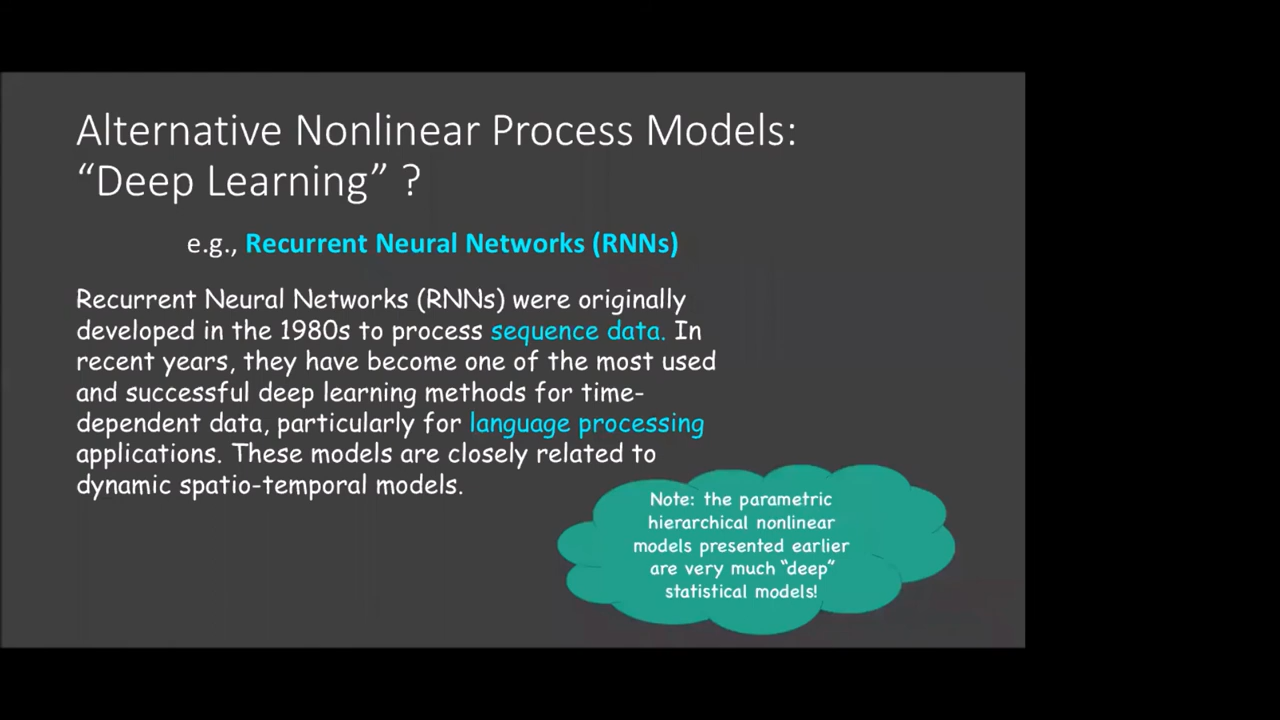 Alternative Nonlinear Process Models:
“Deep Learning” ?
e.g., Recurrent Neural Networks (RNNs)
Recurrent Neural Networks (RNNs) were originally
developed in the 1980s to process sequence data. In
recent years, they have become one of the most used
and successful deep learning methods for time-
dependent data, particularly for language processing
applications. These models are closely related to
dynamic spatio-temporal models.
Note: the parametric
hierarchical nonlinear
models presented earlier
are very much “deep“
statistical models!